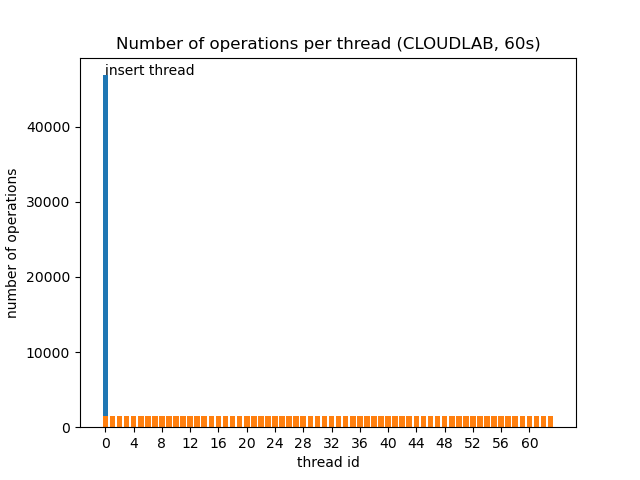 Number of operations per thread (CLOUDLAB, 60s)
insert thread
40000
30000
20000
10000
0
number of operations
0 4 8 12 16 20 24 28 32 36 40 44 48 52 56 60
thread id